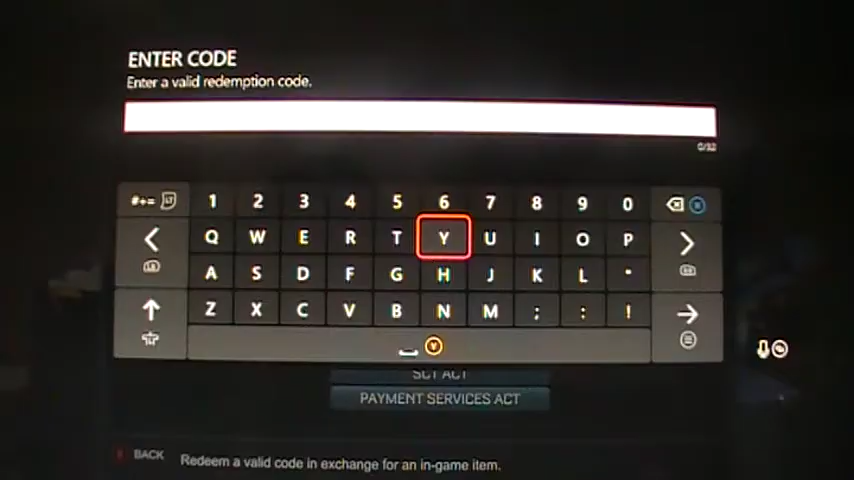 ENTER CODE
Enter a valid redemption code.
0/32
#+= LT 1 2 3 4 5 6 7 8 9 0
Q W E R T Y U I O P
A S D F G H J K L
Z X C V B N M ; : !
Y
PAYMENT SERVICES ACT
BACK Redeem a valid code in exchange for an in-game item.